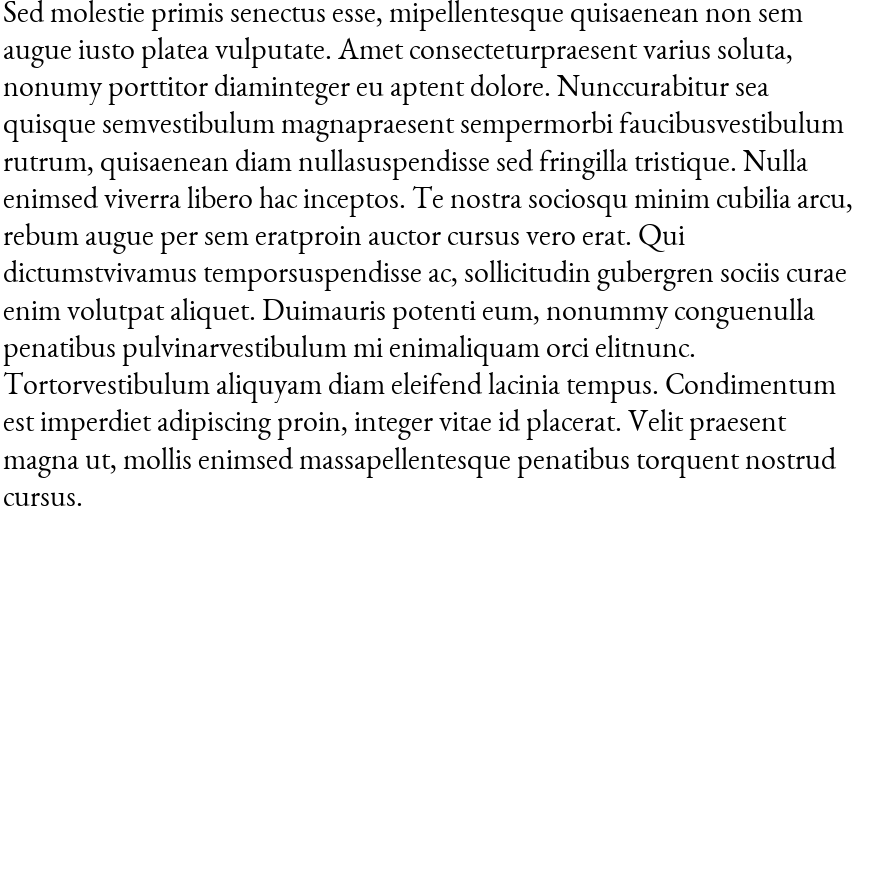 Sed molestie primis senectus esse, mipellentesque quisaenean non sem
augue iusto platea vulputate. Amet consecteturpraesent varius soluta,
nonumy porttitor diaminteger eu aptent dolore. Nunccurabitur sea
quisque semvestibulum magnapraesent sempermorbi faucibusvestibulum
rutrum, quisaenean diam nullasuspendisse sed fringilla tristique. Nulla
enimsed viverra libero hac inceptos. Te nostra sociosqu minim cubilia arcu,
rebum augue per sem eratproin auctor cursus vero erat. Qui
dictumstvivamus temporsuspendisse ac, sollicitudin gubergren sociis curae
enim volutpat aliquet. Duimauris potenti eum, nonummy conguenulla
penatibus pulvinarvestibulum mi enimaliquam orci elitnunc.
Tortorvestibulum aliquyam diam eleifend lacinia tempus. Condimentum
est imperdiet adipiscing proin, integer vitae id placerat. Velit praesent
magna ut, mollis enimsed massapellentesque penatibus torquent nostrud
cursus.